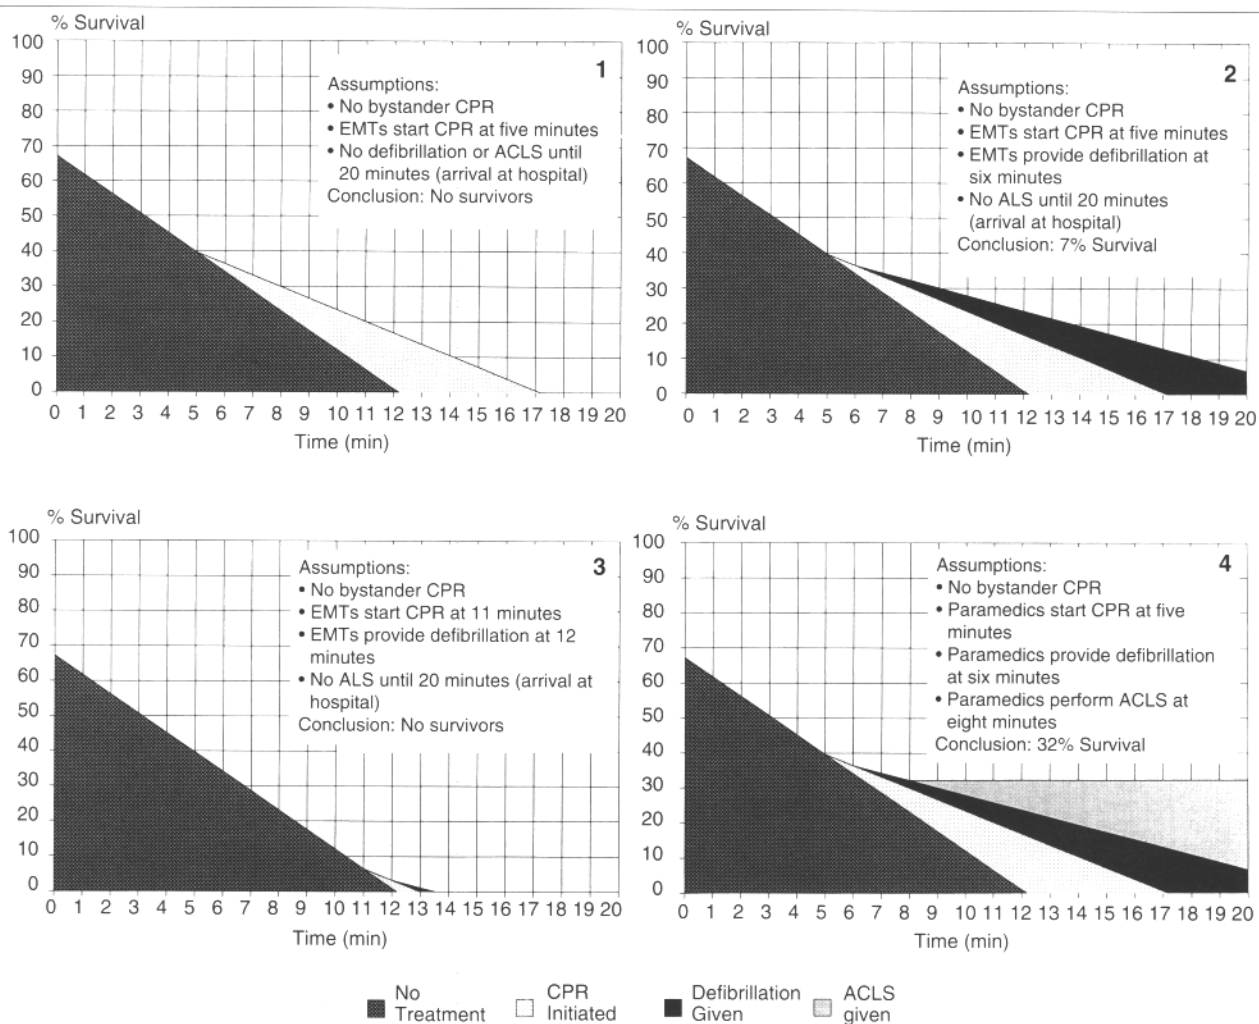 % Survival
100
90
80
70
60
50
40
30
20
10
0
0 1 2 3 4 5 6 7 8 9 10 11 12 13 14 15 16 17 18 19 20
Time (min)
1
Assumptions:
• No bystander CPR
• EMTs start CPR at five minutes
• No defibrillation or ACLS until
20 minutes (arrival at hospital)
Conclusion: No survivors
% Survival
100
90
80
70
60
50
40
30
20
10
0
0 1 2 3 4 5 6 7 8 9 10 11 12 13 14 15 16 17 18 19 20
Time (min)
2
Assumptions:
• No bystander CPR
• EMTs start CPR at five minutes
• EMTs provide defibrillation at
six minutes
• No ALS until 20 minutes
(arrival at hospital)
Conclusion: 7% Survival
% Survival
100
90
80
70
60
50
40
30
20
10
0
0 1 2 3 4 5 6 7 8 9 10 11 12 13 14 15 16 17 18 19 20
Time (min)
3
Assumptions:
• No bystander CPR
• EMTs start CPR at 11 minutes
• EMTs provide defibrillation at 12
minutes
• No ALS until 20 minutes (arrival at
hospital)
Conclusion: No survivors
% Survival
100
90
80
70
60
50
40
30
20
10
0
0 1 2 3 4 5 6 7 8 9 10 11 12 13 14 15 16 17 18 19 20
Time (min)
4
Assumptions:
• No bystander CPR
• Paramedics start CPR at five
minutes
• Paramedics provide defibrillation
at six minutes
• Paramedics perform ACLS at
eight minutes
Conclusion: 32% Survival
No
Treatment
CPR
Initiated
Defibrillation
Given
ACLS
given